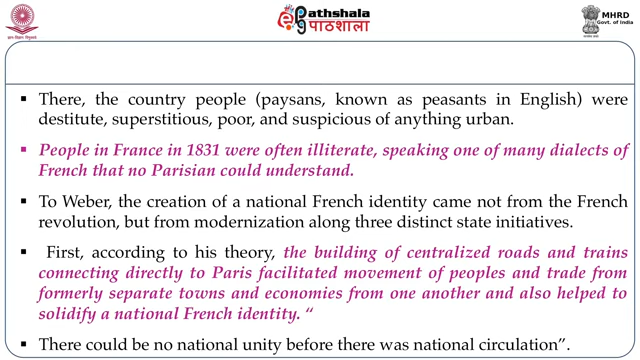 Pathshala
पाठशाला
MHRD
Govt. of India
▪ There, the country people (paysans, known as peasants in English) were
destitute, superstitious, poor, and suspicious of anything urban.
▪ People in France in 1831 were often illiterate, speaking one of many dialects of
French that no Parisian could understand.
▪ To Weber, the creation of a national French identity came not from the French
revolution, but from modernization along three distinct state initiatives.
▪ First, according to his theory, the building of centralized roads and trains
connecting directly to Paris facilitated movement of peoples and trade from
formerly separate towns and economies from one another and also helped to
solidify a national French identity. “
▪ There could be no national unity before there was national circulation”.